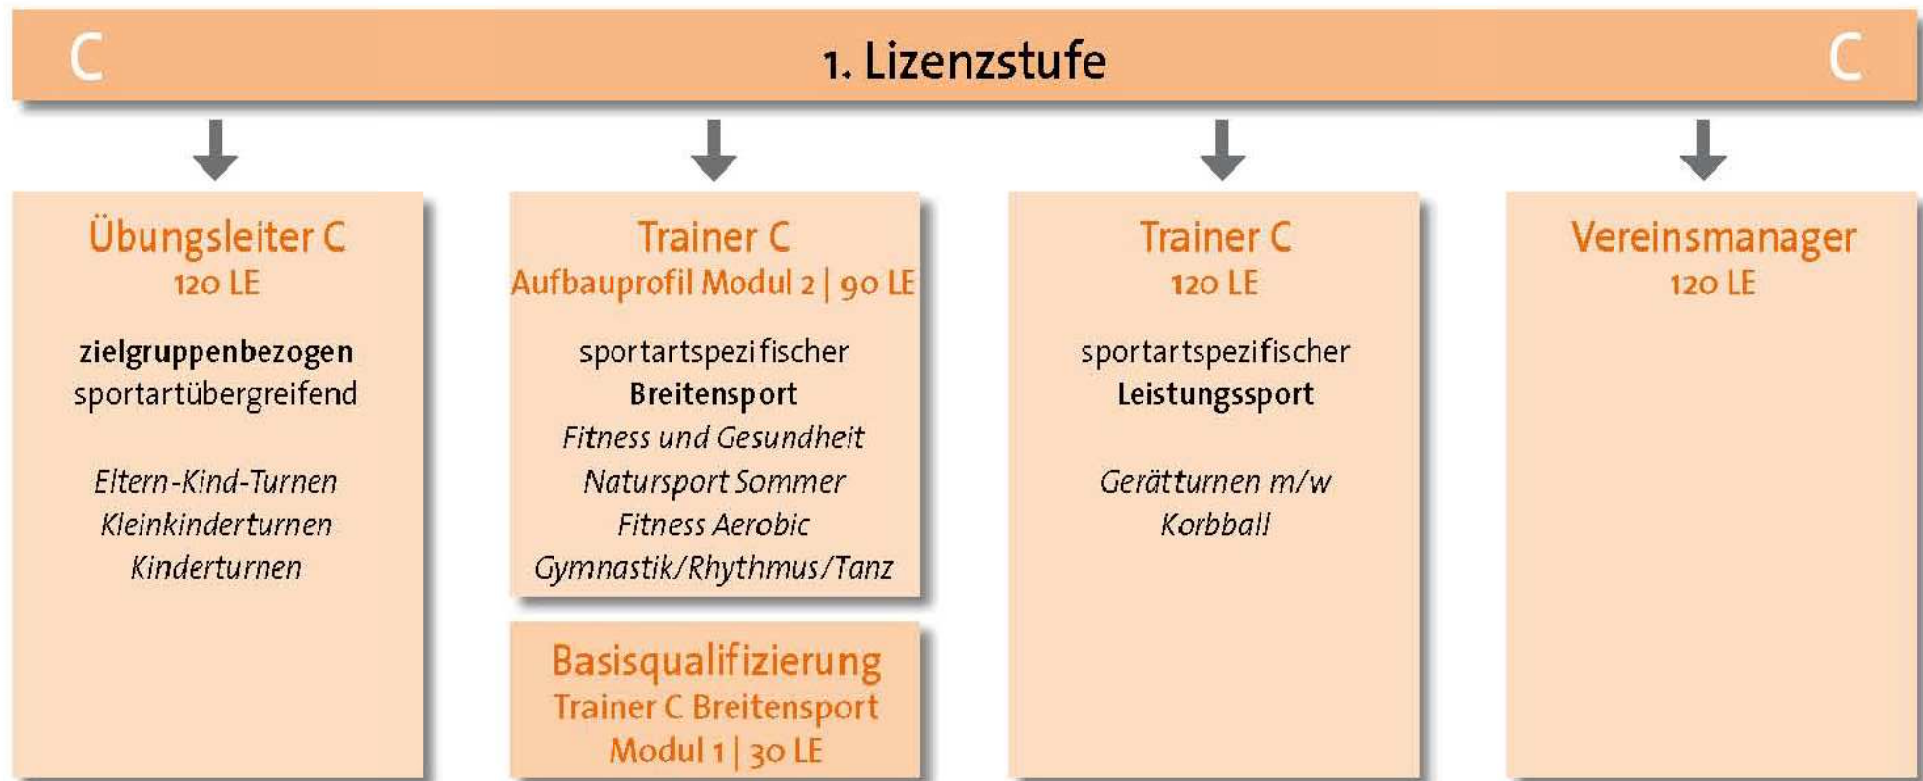 C 1. Lizenzstufe C
Übungsleiter C
120 LE
zielgruppenbezogen
sportartübergreifend
Eltern-Kind-Turnen
Kleinkinderturnen
Kinderturnen
Trainer C
Aufbauprofil Modul 2 | 90 LE
sportartspezifischer
Breitensport
Fitness und Gesundheit
Natursport Sommer
Fitness Aerobic
Gymnastik/Rhythmus/Tanz
Basisqualifizierung
Trainer C Breitensport
Modul 1 | 30 LE
Trainer C
120 LE
sportartspezifischer
Leistungssport
Gerätturnen m/w
Korbball
Vereinsmanager
120 LE